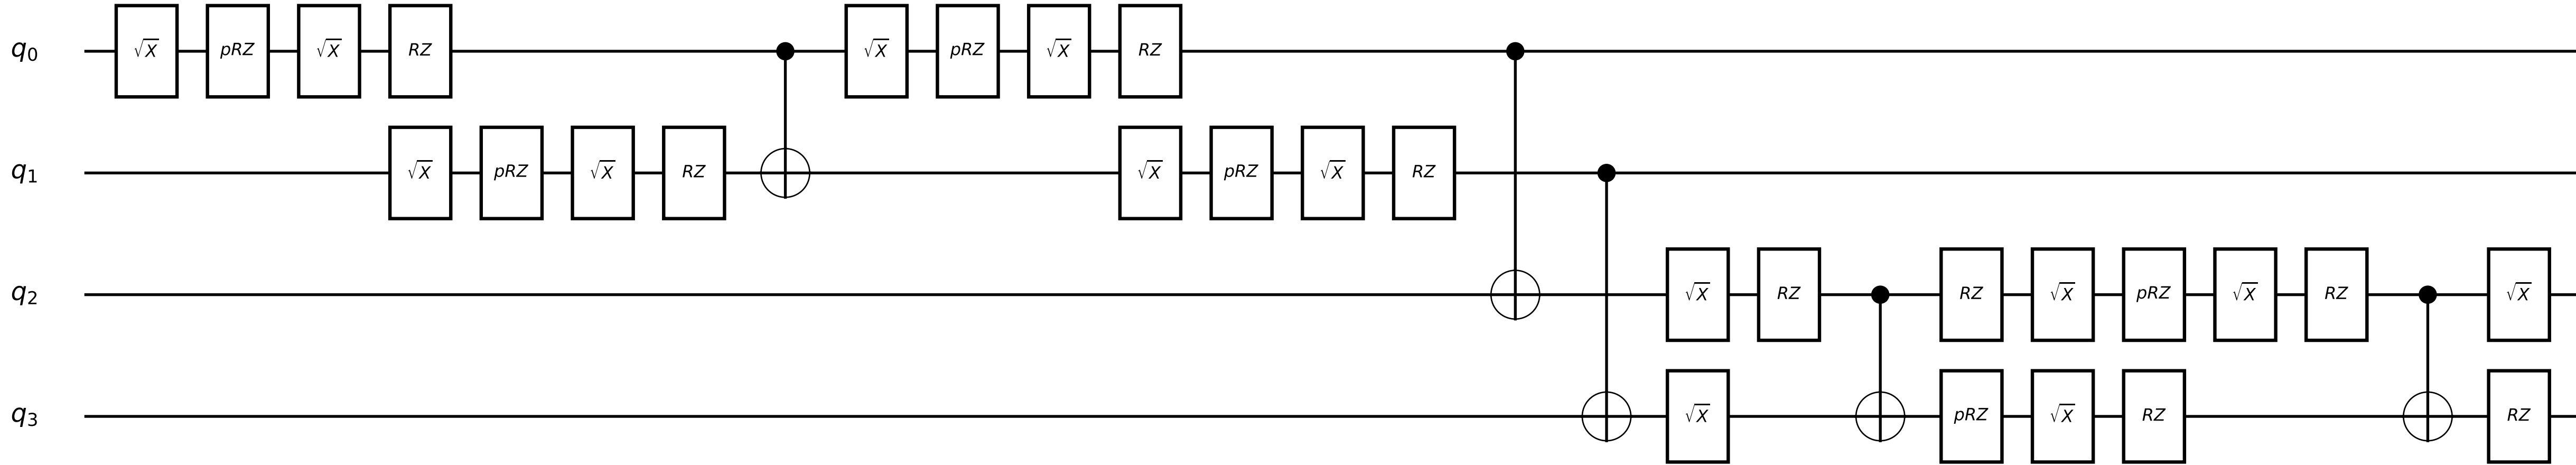 q0 √X pRZ √X RZ √X pRZ √X RZ
q1 √X pRZ √X RZ √X pRZ √X RZ
q2 √X RZ RZ √X pRZ √X RZ √X
q3 √X pRZ √X RZ RZ